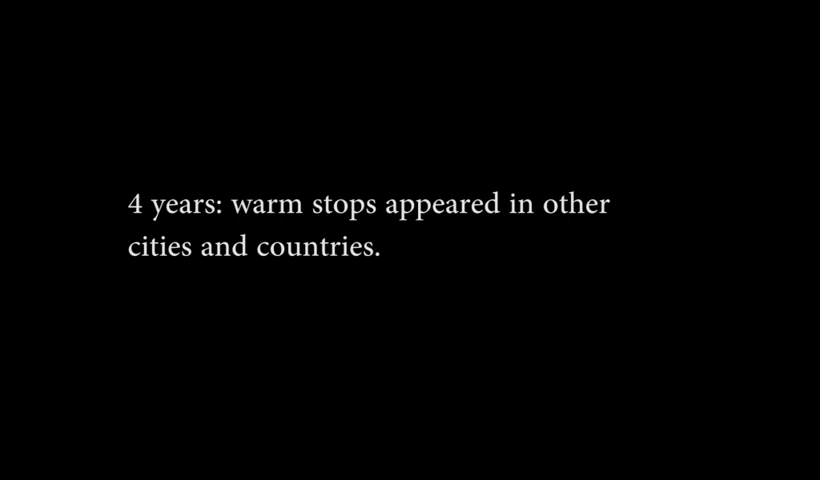 4 years: warm stops appeared in other
cities and countries.